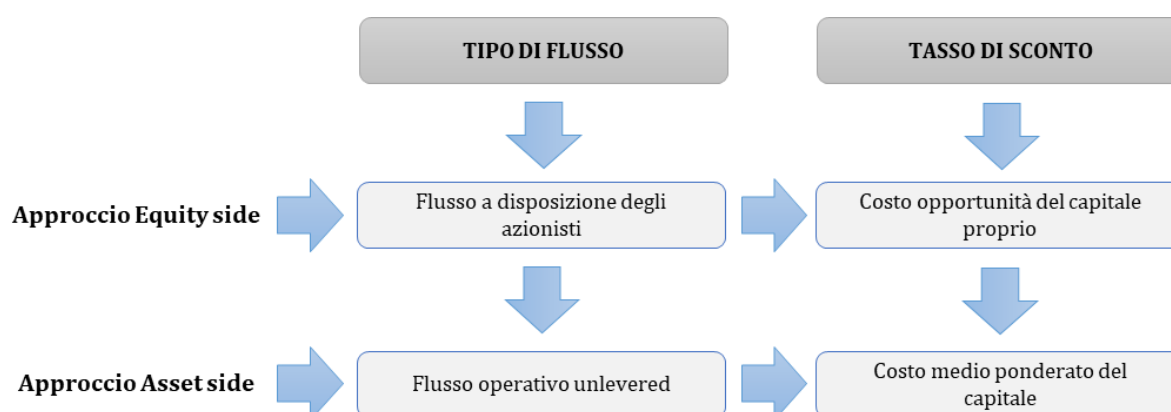 TIPO DI FLUSSO
TASSO DI SCONTO
Approccio Equity side
Flusso a disposizione degli
azionisti
Costo opportunità del capitale
proprio
Approccio Asset side
Flusso operativo unlevered
Costo medio ponderato del
capitale